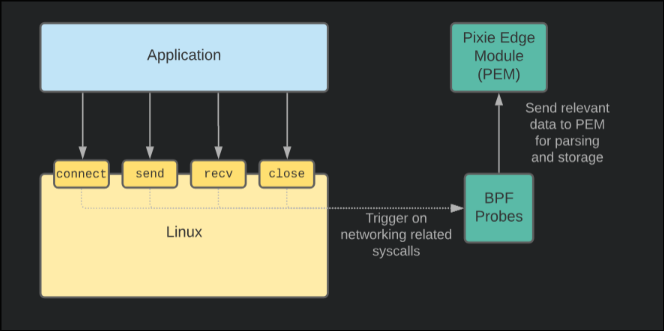 Application
Pixie Edge
Module
(PEM)
Send relevant
data to PEM
for parsing
and storage
connect
send
recv
close
BPF
Probes
Trigger on
networking related
syscalls
Linux